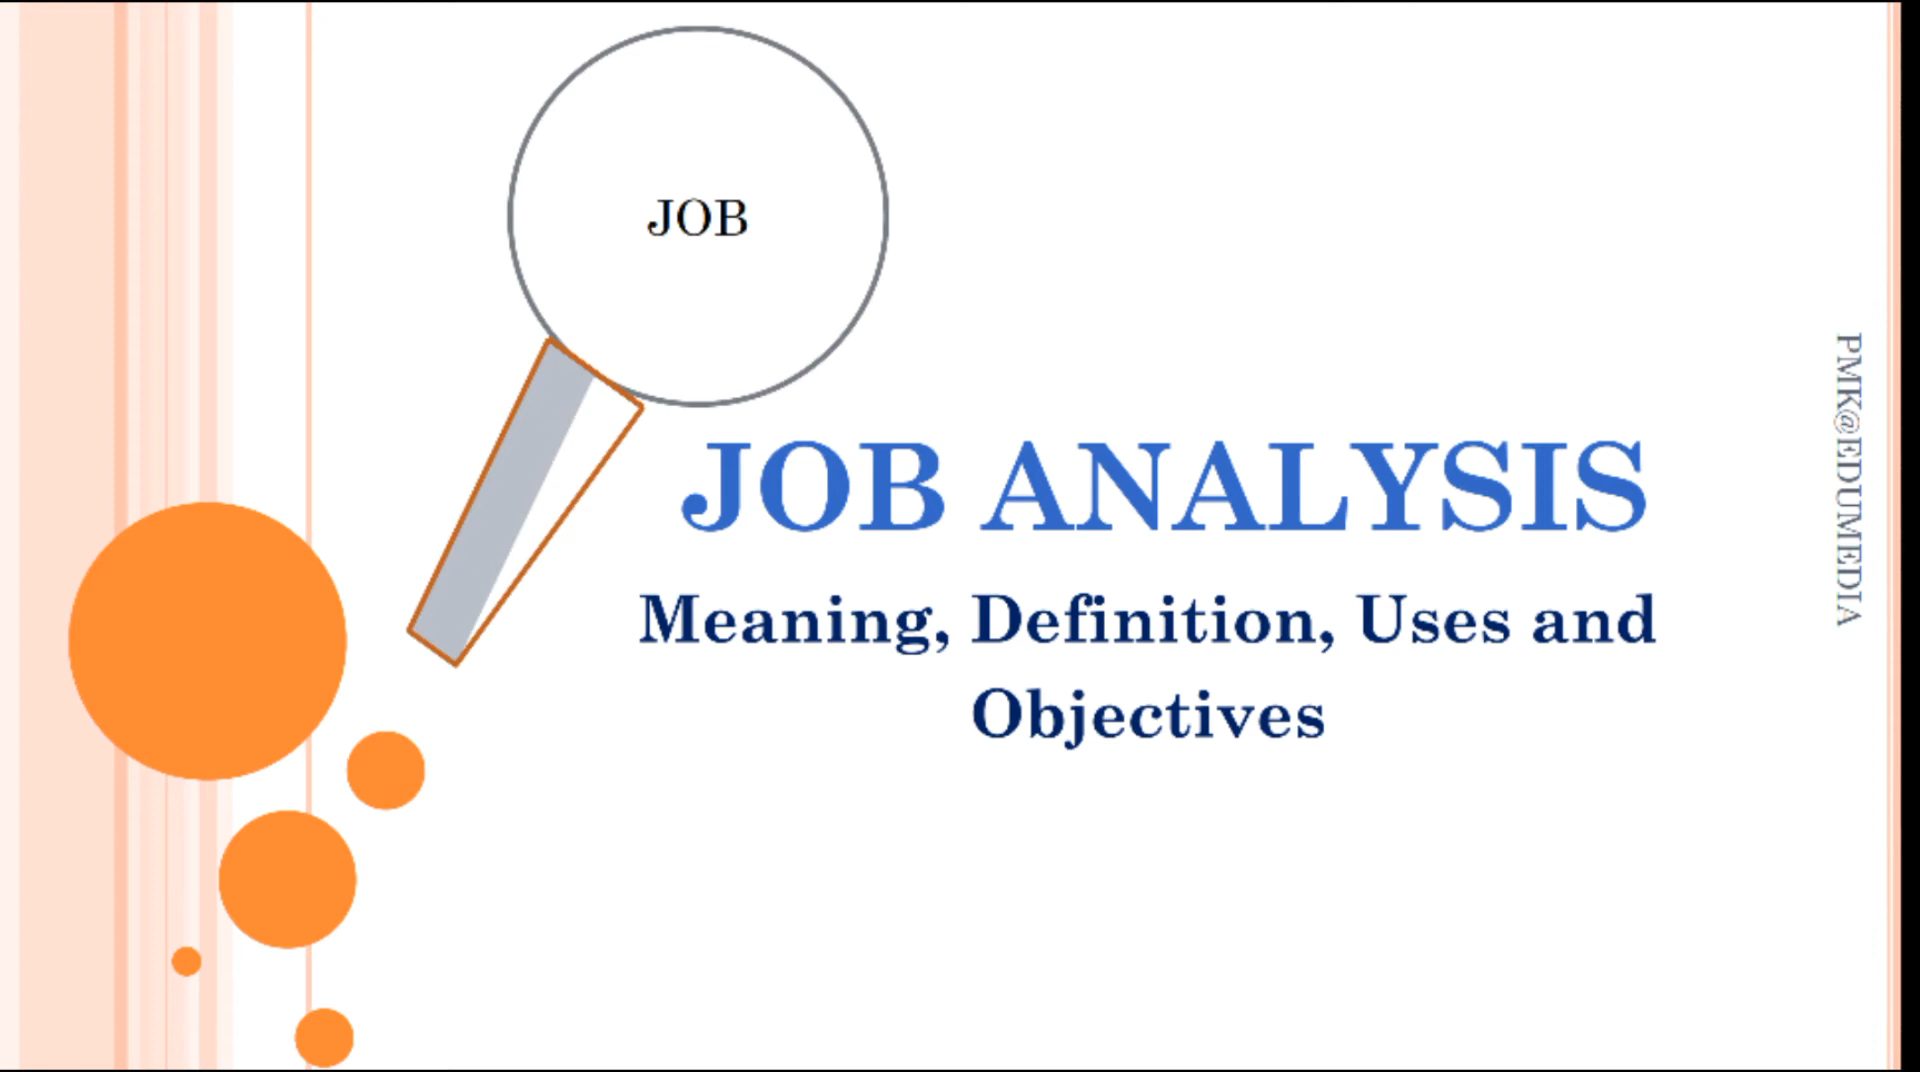 JOB
JOB ANALYSIS
Meaning, Definition, Uses and
Objectives
PMK@EDUMEDIA